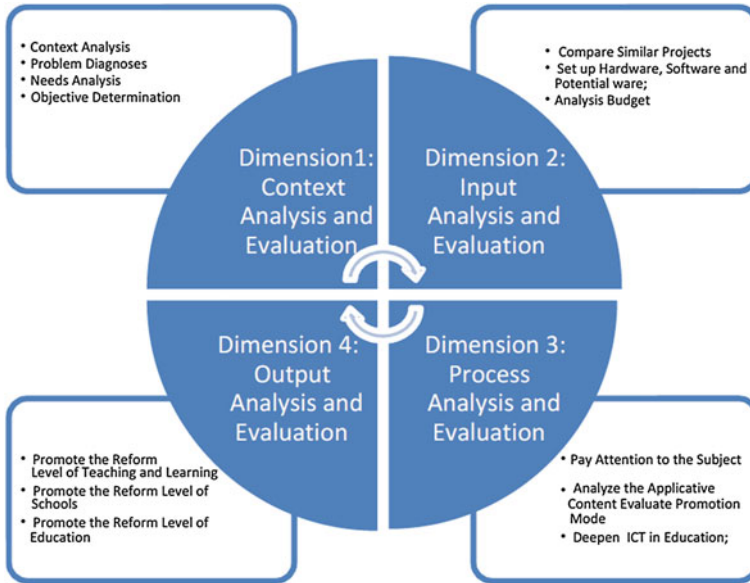 • Context Analysis
• Problem Diagnoses
• Needs Analysis
• Objective Determination
Dimension1:
Context
Analysis and
Evaluation
• Compare Similar Projects
• Set up Hardware, Software and
Potential ware;
• Analysis Budget
Dimension 2:
Input
Analysis and
Evaluation
Dimension 4:
Output
Analysis and
Evaluation
• Promote the Reform
Level of Teaching and Learning
• Promote the Reform Level of
Schools
• Promote the Reform Level of
Education
Dimension 3:
Process
Analysis and
Evaluation
• Pay Attention to the Subject
• Analyze the Applicative
Content Evaluate Promotion
Mode
• Deepen ICT in Education;